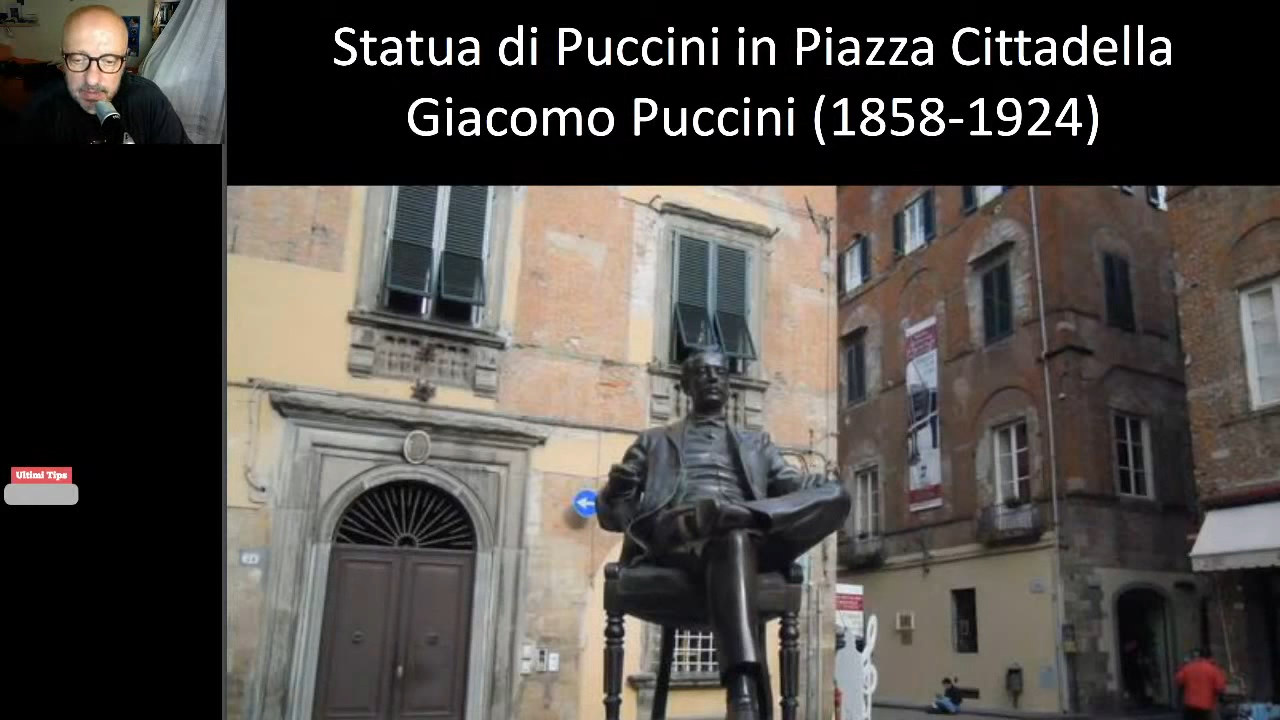 Statua di Puccini in Piazza Cittadella
Giacomo Puccini (1858-1924)
Ultimi Tips